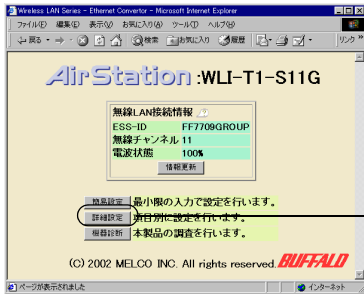 Wireless LAN Series - Ethernet Convertor - Microsoft Internet Explorer
ファイル(F) 編集(E) 表示(V) お気に入り(A) ツール(T) ヘルプ(H)
戻る 検索 お気に入り 履歴 リンク
AirStation :WLI-T1-S11G
無線LAN接続情報
ESS-ID FF7709GROUP
無線チャンネル 11
電波状態 100%
情報更新
簡易設定 最小限の入力で設定を行います。
詳細設定 項目別に設定を行います。
機器診断 本製品の調査を行います。
(C) 2002 MELCO INC. All rights reserved. BUFFALO
ページが表示されました インターネット